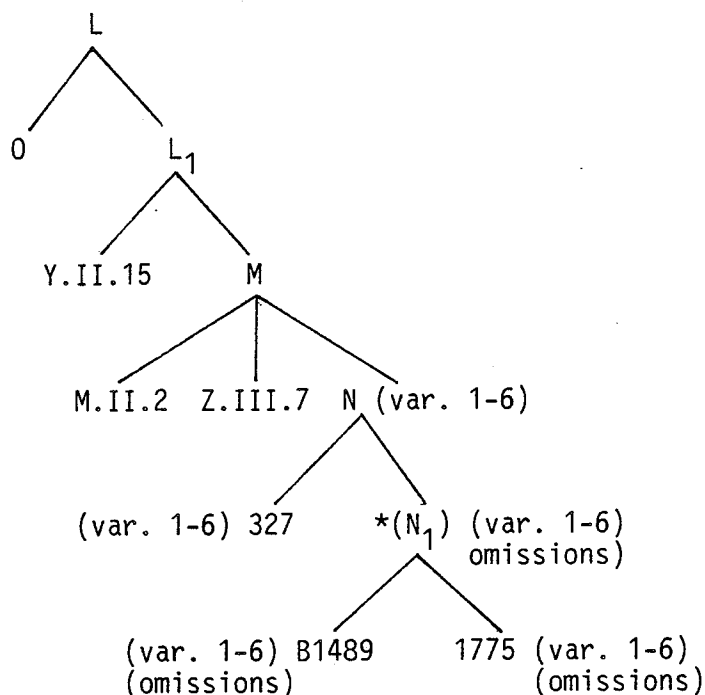 L
O L₁
Y.II.15 M
M.II.2 Z.III.7 N (var. 1-6)
(var. 1-6) 327 *(N₁) (var. 1-6)
omissions)
(var. 1-6) B1489 1775 (var. 1-6)
(omissions) (omissions)